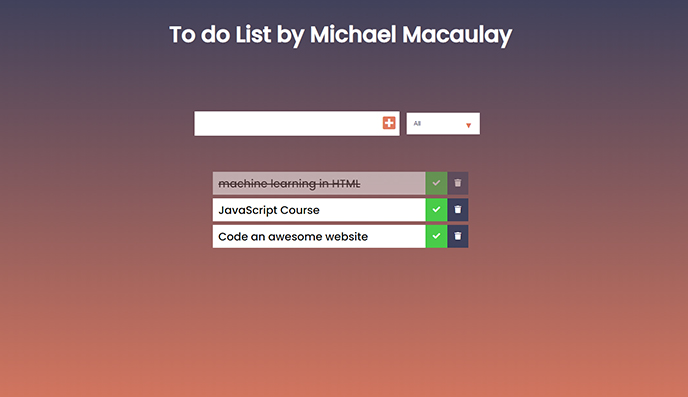 To do List by Michael Macaulay
All
machine learning in HTML
JavaScript Course
Code an awesome website